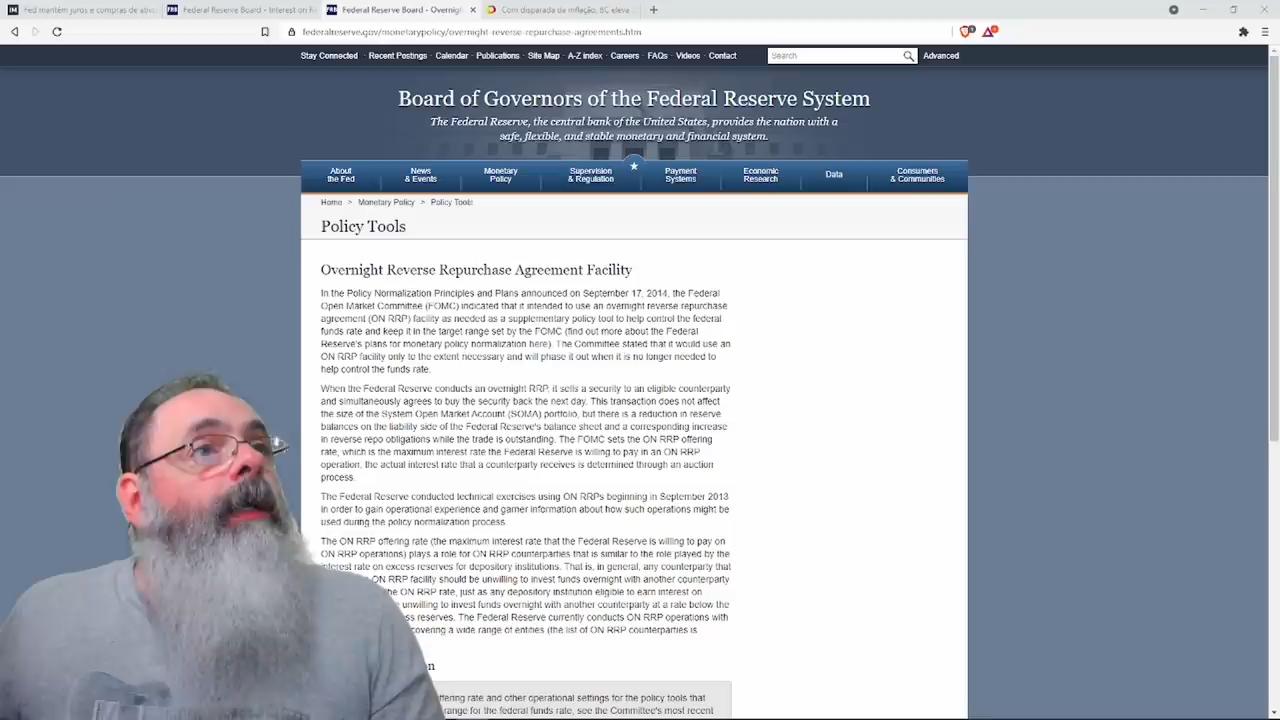 Fed mantém juros e compras de ativ
Federal Reserve Board - Interest on R
Federal Reserve Board - Overnigh
Com disparada da inflação, BC eleva
federalreserve.gov/monetarypolicy/overnight-reverse-repurchase-agreements.htm
Stay Connected Recent Postings Calendar Publications Site Map A-Z index Careers FAQs Videos Contact Search Advanced
Board of Governors of the Federal Reserve System
The Federal Reserve, the central bank of the United States, provides the nation with a
safe, flexible, and stable monetary and financial system.
About the Fed
News & Events
Monetary Policy
Supervision & Regulation
Payment Systems
Economic Research
Data
Consumers & Communities
Home > Monetary Policy > Policy Tools
Policy Tools
Overnight Reverse Repurchase Agreement Facility
In the Policy Normalization Principles and Plans announced on September 17, 2014, the Federal
Open Market Committee (FOMC) indicated that it intended to use an overnight reverse repurchase
agreement (ON RRP) facility as needed as a supplementary policy tool to help control the federal
funds rate and keep it in the target range set by the FOMC (find out more about the Federal
Reserve's plans for monetary policy normalization here). The Committee stated that it would use an
ON RRP facility only to the extent necessary and will phase it out when it is no longer needed to
help control the funds rate.
When the Federal Reserve conducts an overnight RRP, it sells a security to an eligible counterparty
and simultaneously agrees to buy the security back the next day. This transaction does not affect
the size of the System Open Market Account (SOMA) portfolio, but there is a reduction in reserve
balances on the liability side of the Federal Reserve's balance sheet and a corresponding increase
in reverse repo obligations while the trade is outstanding. The FOMC sets the ON RRP offering
rate, which is the maximum interest rate the Federal Reserve is willing to pay in an ON RRP
operation; the actual interest rate that a counterparty receives is determined through an auction
process.
The Federal Reserve conducted technical exercises using ON RRPs beginning in September 2013
in order to gain operational experience and garner information about how such operations might be
used during the policy normalization process.
The ON RRP offering rate (the maximum interest rate that the Federal Reserve is willing to pay on
ON RRP operations) plays a role for ON RRP counterparties that is similar to the role played by the
interest rate on excess reserves for depository institutions. That is, in general, any counterparty that
ON RRP facility should be unwilling to invest funds overnight with another counterparty
he ON RRP rate, just as any depository institution eligible to earn interest on
unwilling to invest funds overnight with another counterparty at a rate below the
ss reserves. The Federal Reserve currently conducts ON RRP operations with
covering a wide range of entities (the list of ON RRP counterparties is
on
ffering rate and other operational settings for the policy tools that
range for the federal funds rate, see the Committee's most recent